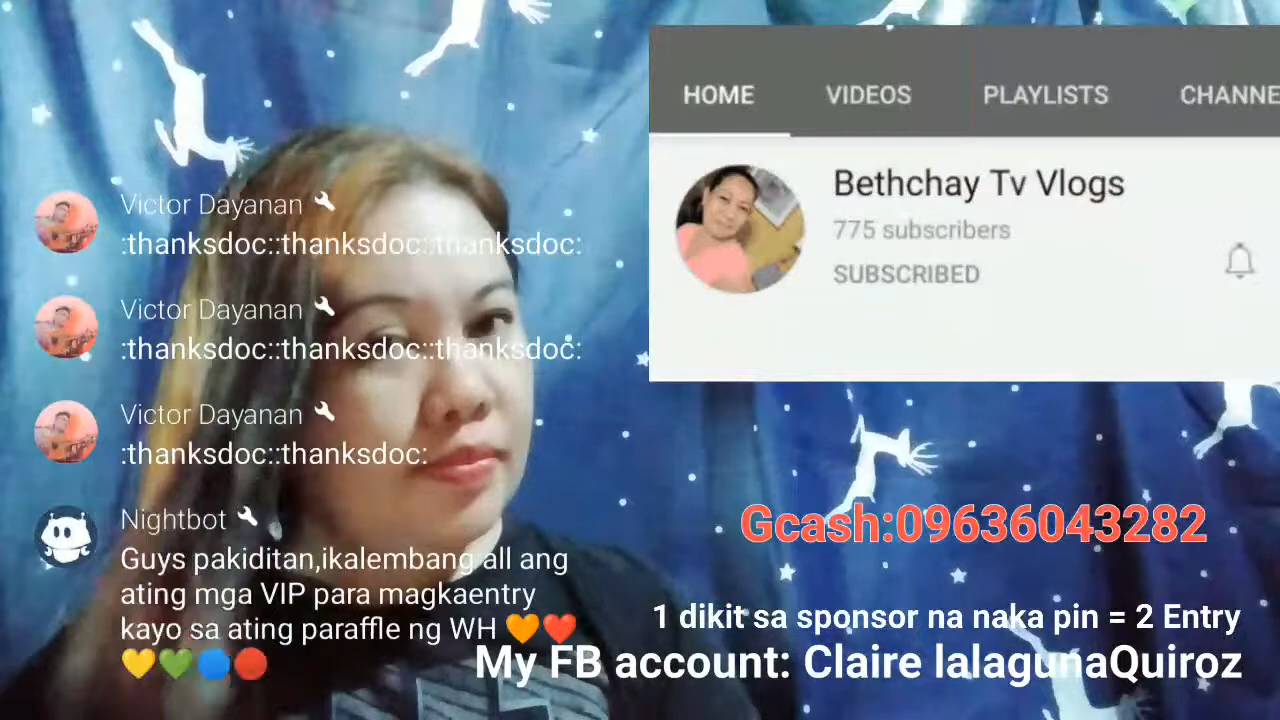 HOME VIDEOS PLAYLISTS CHANNE
Bethchay Tv Vlogs
775 subscribers
SUBSCRIBED
Victor Dayanan
:thanksdoc::thanksdoc::thanksdoc:
Victor Dayanan
:thanksdoc::thanksdoc::thanksdoc:
Victor Dayanan
:thanksdoc::thanksdoc:
Nightbot
Guys pakiditan,ikalembang all ang
ating mga VIP para magkaentry
kayo sa ating paraffle ng WH 🧡❤️
💛💚🔵🔴
Gcash:09636043282
1 dikit sa sponsor na naka pin = 2 Entry
My FB account: Claire lalagunaQuiroz